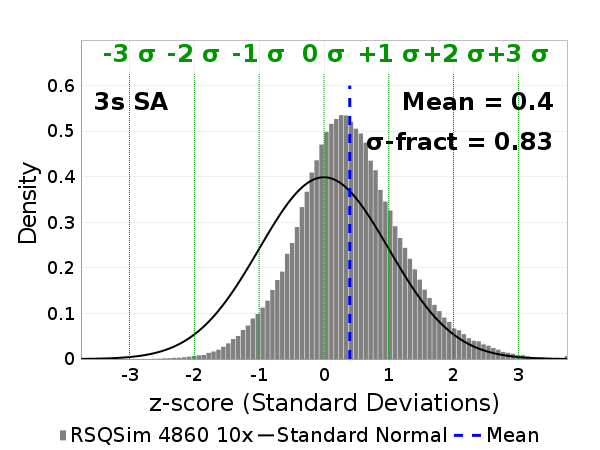 -3 σ -2 σ -1 σ 0 σ +1 σ +2 σ +3 σ
0.6
3s SA
Mean = 0.4
0.5
σ-fract = 0.83
0.4
0.3
0.2
0.1
0
Density
-3 -2 -1 0 1 2 3
z-score (Standard Deviations)
RSQSim 4860 10x Standard Normal Mean